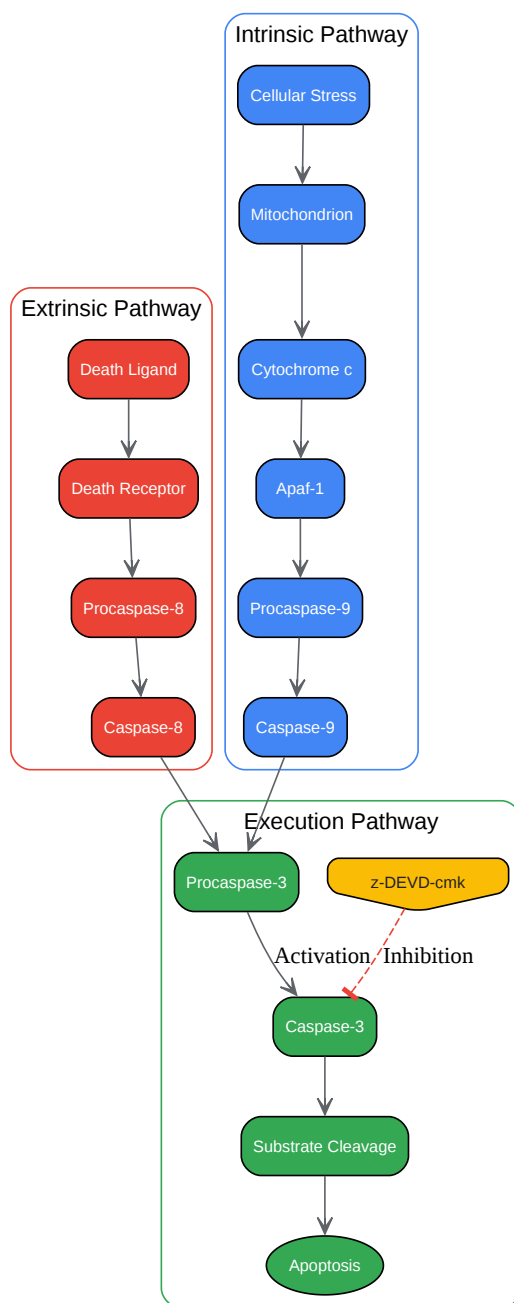 Intrinsic Pathway
Cellular Stress
Mitochondrion
Extrinsic Pathway
Death Ligand
Cytochrome c
Death Receptor
Apaf-1
Procaspase-8
Procaspase-9
Caspase-8
Caspase-9
Execution Pathway
Procaspase-3
z-DEVD-cmk
Activation
Inhibition
Caspase-3
Substrate Cleavage
Apoptosis